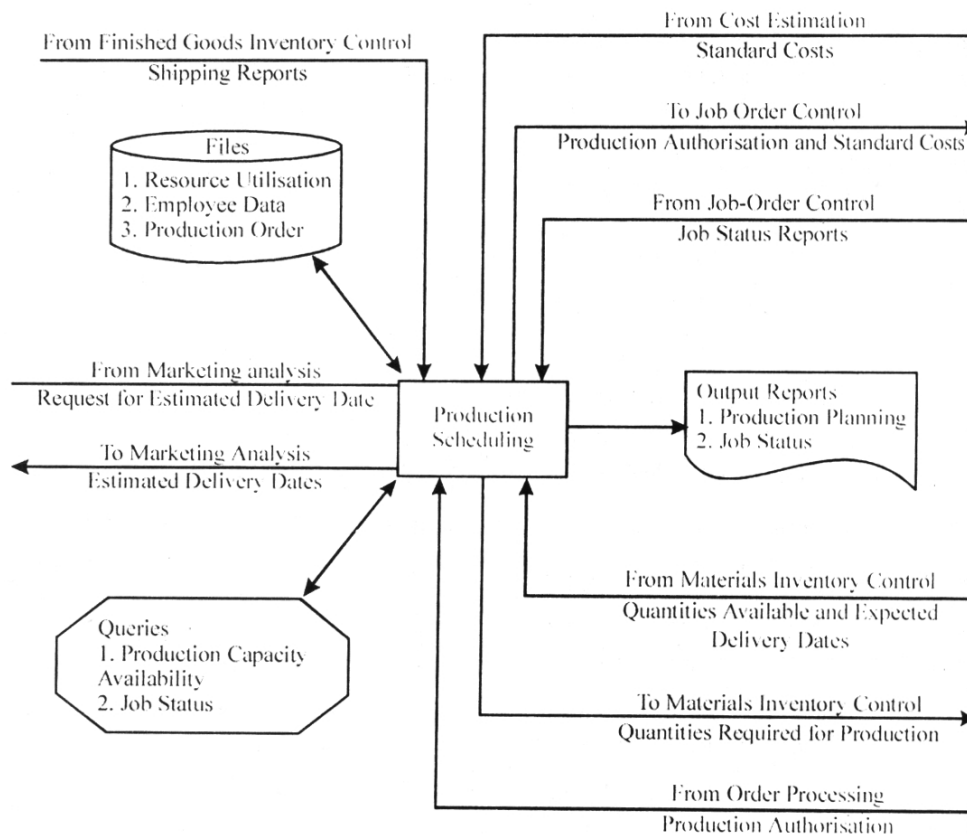 From Cost Estimation
Standard Costs
From Finished Goods Inventory Control
Shipping Reports
To Job Order Control
Production Authorisation and Standard Costs
Files
1. Resource Utilisation
2. Employee Data
3. Production Order
From Job-Order Control
Job Status Reports
From Marketing analysis
Request for Estimated Delivery Date
To Marketing Analysis
Estimated Delivery Dates
Production
Scheduling
Output Reports
1. Production Planning
2. Job Status
Queries
1. Production Capacity
Availability
2. Job Status
From Materials Inventory Control
Quantities Available and Expected
Delivery Dates
To Materials Inventory Control
Quantities Required for Production
From Order Processing
Production Authorisation